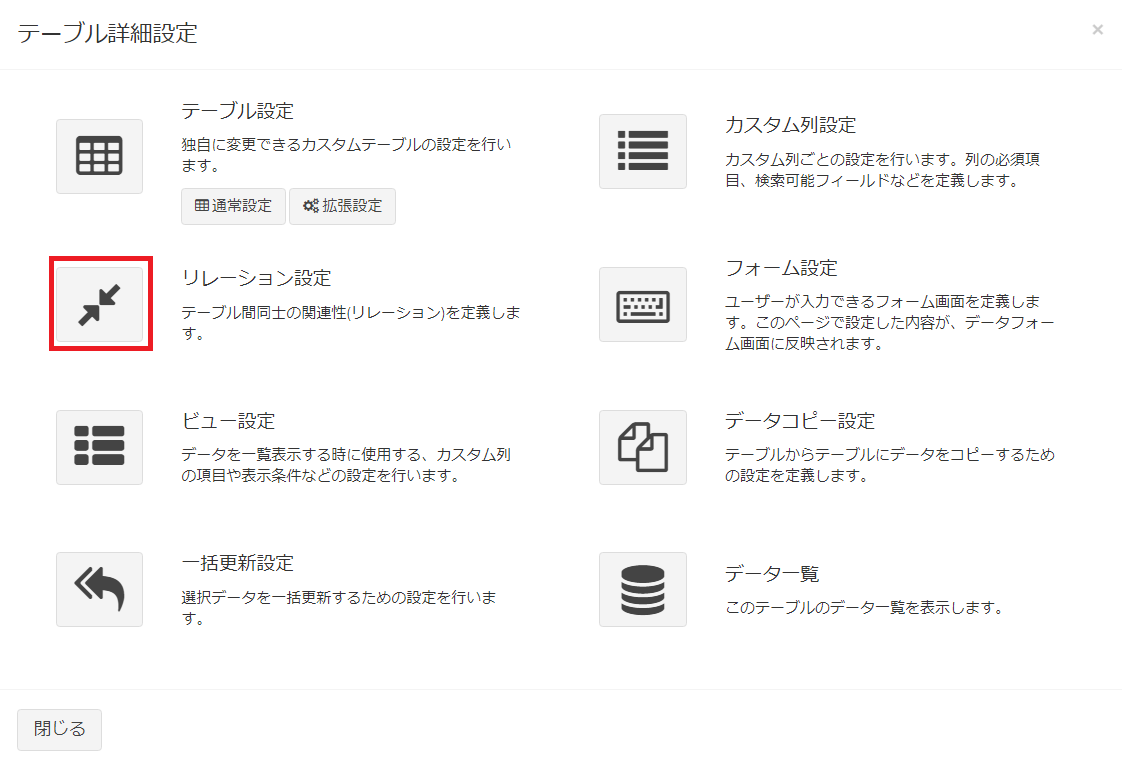 テーブル詳細設定
×
テーブル設定
独自に変更できるカスタムテーブルの設定を行い
ます。
通常設定
拡張設定
カスタム列設定
カスタム列ごとの設定を行います。列の必須項
目、検索可能フィールドなどを定義します。
リレーション設定
テーブル間同士の関連性(リレーション)を定義しま
す。
フォーム設定
ユーザーが入力できるフォーム画面を定義しま
す。このページで設定した内容が、データフォー
ム画面に反映されます。
ビュー設定
データを一覧表示する時に使用する、カスタム列
の項目や表示条件などの設定を行います。
データコピー設定
テーブルからテーブルにデータをコピーするため
の設定を定義します。
一括更新設定
選択データを一括更新するための設定を行いま
す。
データ一覧
このテーブルのデータ一覧を表示します。
閉じる